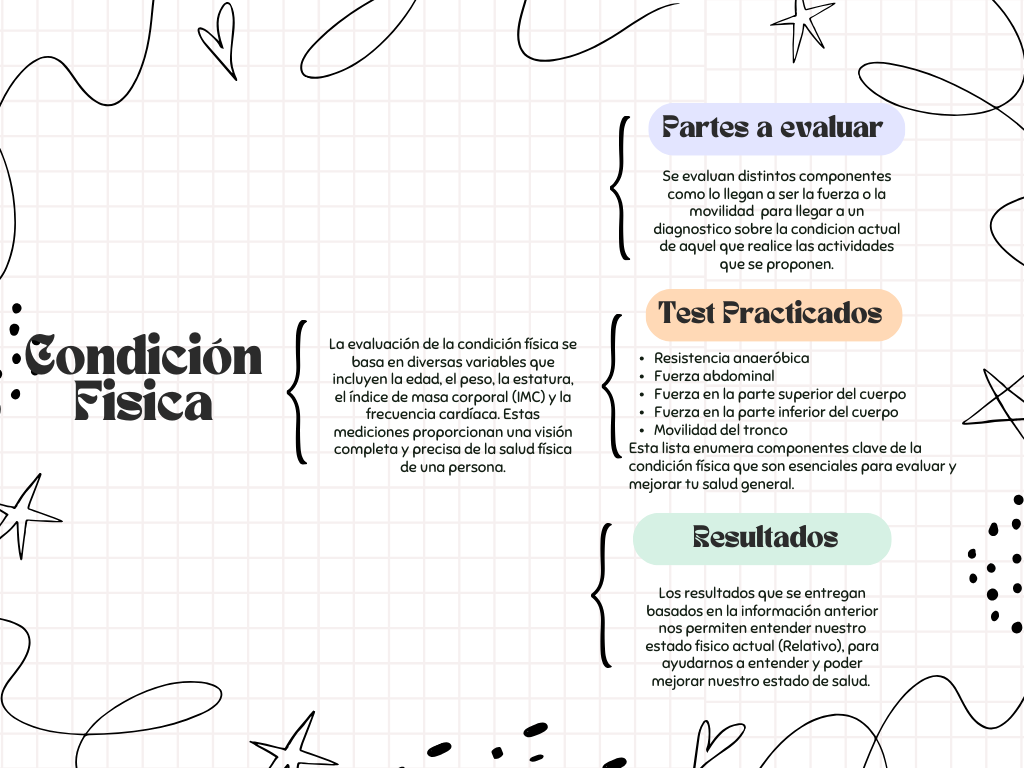 Condición
Fisica
La evaluación de la condición física se
basa en diversas variables que
incluyen la edad, el peso, la estatura,
el índice de masa corporal (IMC) y la
frecuencia cardíaca. Estas
mediciones proporcionan una visión
completa y precisa de la salud física
de una persona.
Partes a evaluar
Se evaluan distintos componentes
como lo llegan a ser la fuerza o la
movilidad para llegar a un
diagnostico sobre la condicion actual
de aquel que realice las actividades
que se proponen.
Test Practicados
• Resistencia anaeróbica
• Fuerza abdominal
• Fuerza en la parte superior del cuerpo
• Fuerza en la parte inferior del cuerpo
• Movilidad del tronco
Esta lista enumera componentes clave de la
condición física que son esenciales para evaluar y
mejorar tu salud general.
Resultados
Los resultados que se entregan
basados en la información anterior
nos permiten entender nuestro
estado fisico actual (Relativo), para
ayudarnos a entender y poder
mejorar nuestro estado de salud.